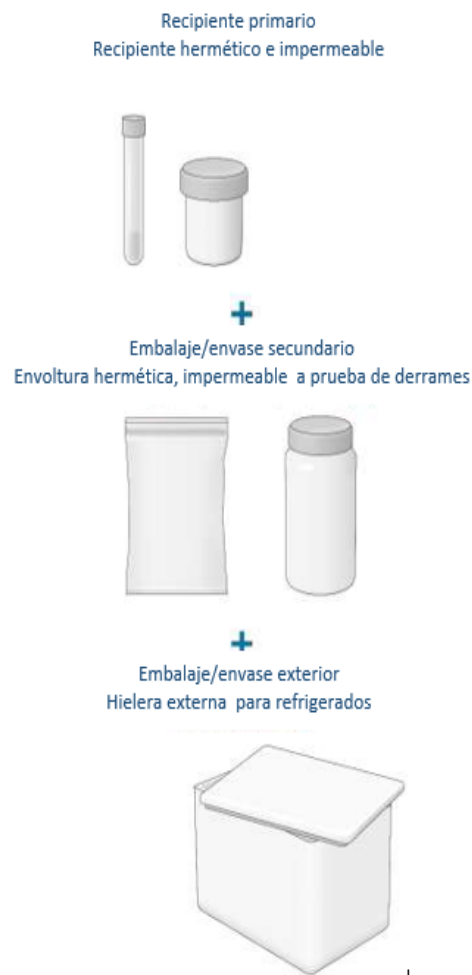 Recipiente primario
Recipiente hermético e impermeable
+
Embalaje/envase secundario
Envoltura hermética, impermeable a prueba de derrames
+
Embalaje/envase exterior
Hielera externa para refrigerados